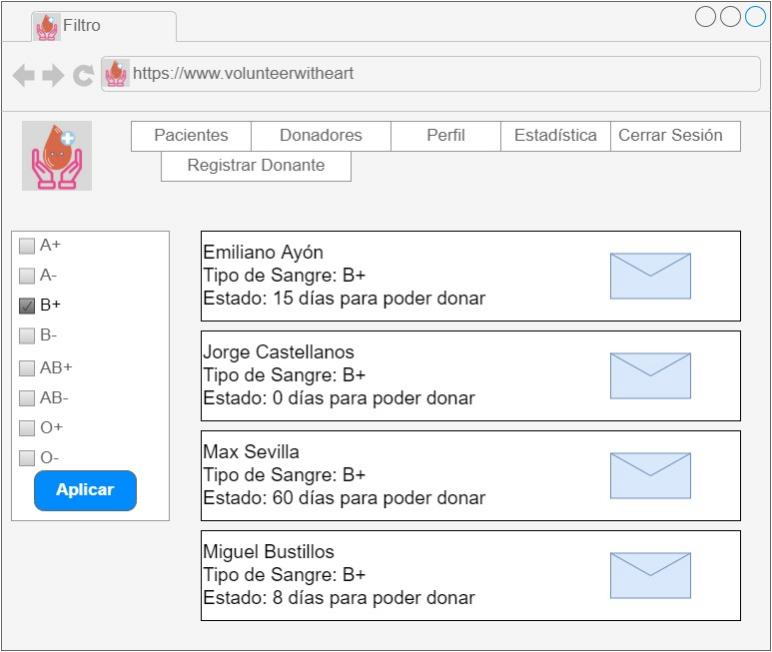 Filtro
https://www.volunteerwitheart
Pacientes Donadores Perfil Estadística Cerrar Sesión
Registrar Donante
A+
A-
B+
B-
AB+
AB-
O+
O-
Aplicar
Emiliano Ayón
Tipo de Sangre: B+
Estado: 15 días para poder donar
Jorge Castellanos
Tipo de Sangre: B+
Estado: 0 días para poder donar
Max Sevilla
Tipo de Sangre: B+
Estado: 60 días para poder donar
Miguel Bustillos
Tipo de Sangre: B+
Estado: 8 días para poder donar